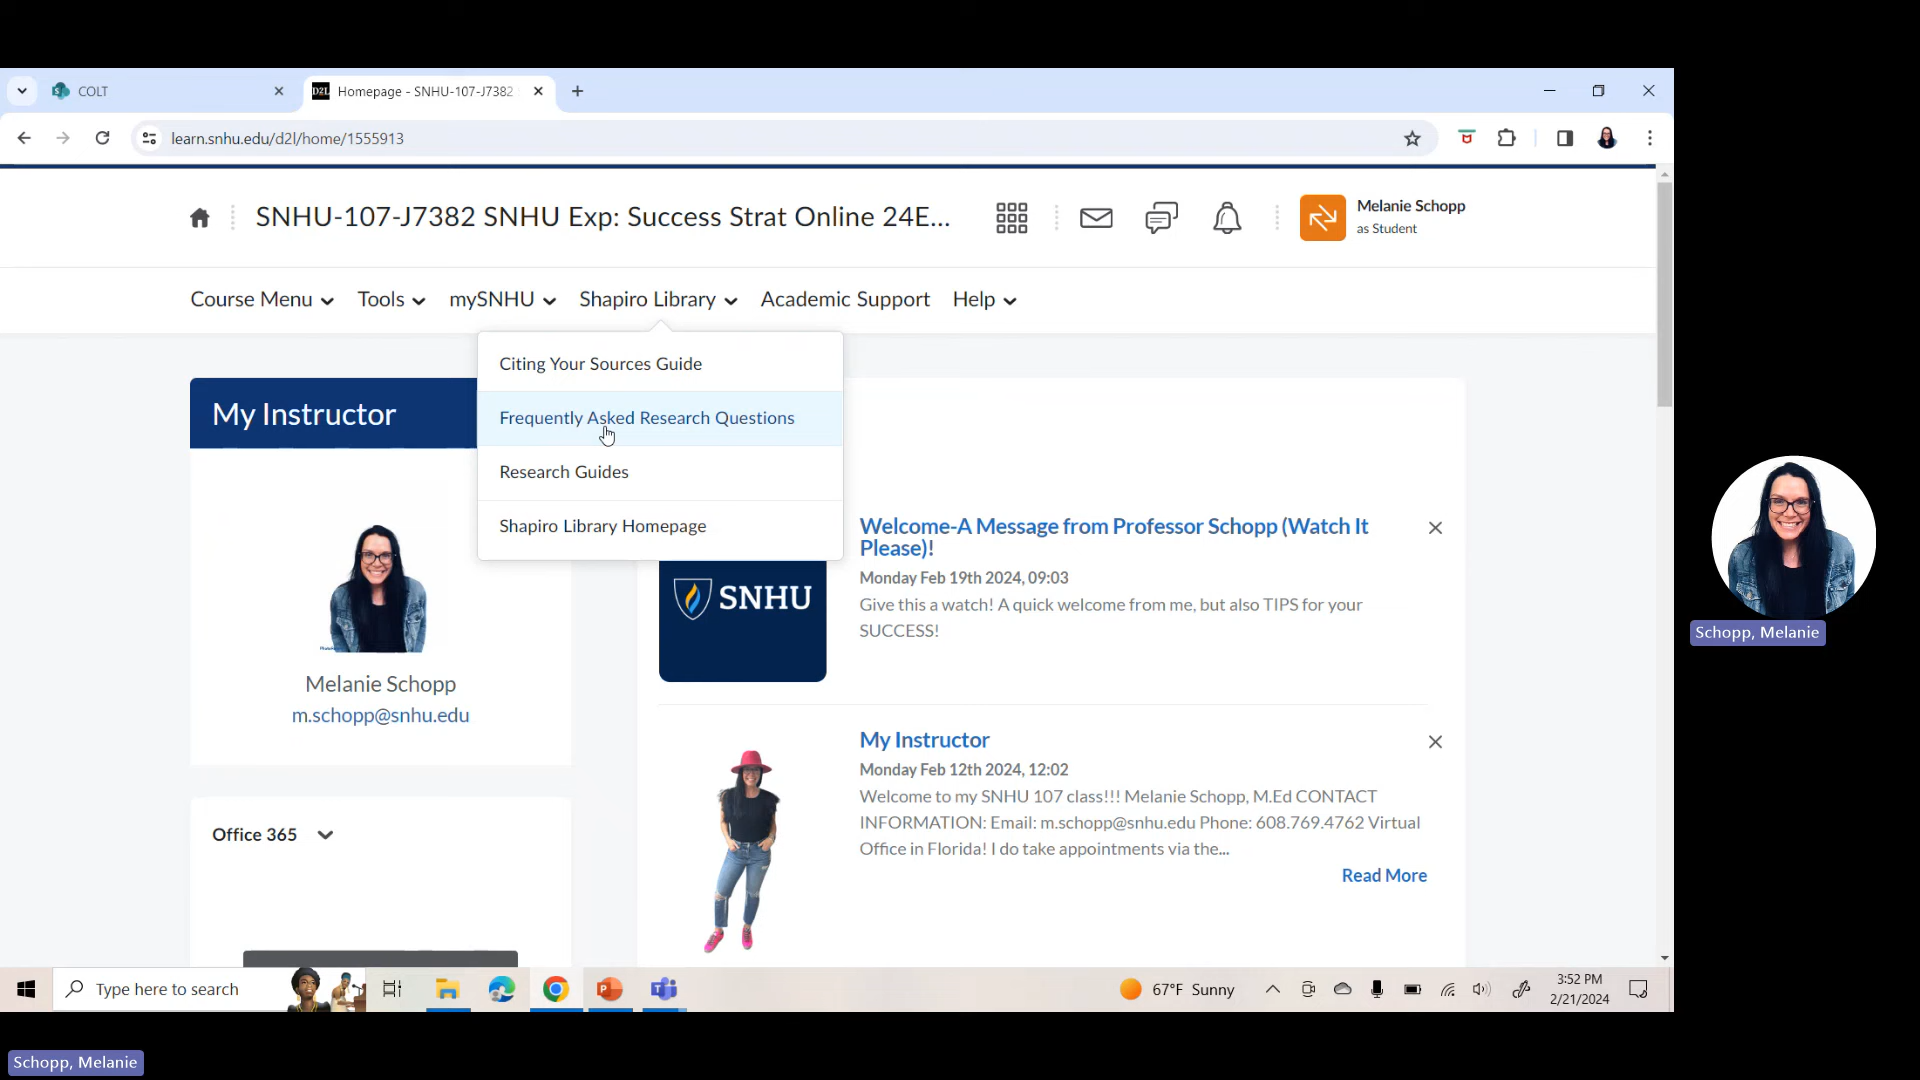 COLT
D2L
Homepage - SNHU-107-J7382
learn.snhu.edu/d2l/home/1555913
SNHU-107-J7382 SNHU Exp: Success Strat Online 24E...
Melanie Schopp
as Student
Course Menu
Tools
mySNHU
Shapiro Library
Academic Support
Help
Citing Your Sources Guide
Frequently Asked Research Questions
Research Guides
Shapiro Library Homepage
My Instructor
Melanie Schopp
m.schopp@snhu.edu
Office 365
SNHU
Welcome-A Message from Professor Schopp (Watch It
Please)!
Monday Feb 19th 2024, 09:03
Give this a watch! A quick welcome from me, but also TIPS for your
SUCCESS!
My Instructor
Monday Feb 12th 2024, 12:02
Welcome to my SNHU 107 class!!! Melanie Schopp, M.Ed CONTACT
INFORMATION: Email: m.schopp@snhu.edu Phone: 608.769.4762 Virtual
Office in Florida! I do take appointments via the...
Read More
Schopp, Melanie
Type here to search
67°F Sunny
3:52 PM
2/21/2024
Schopp, Melanie